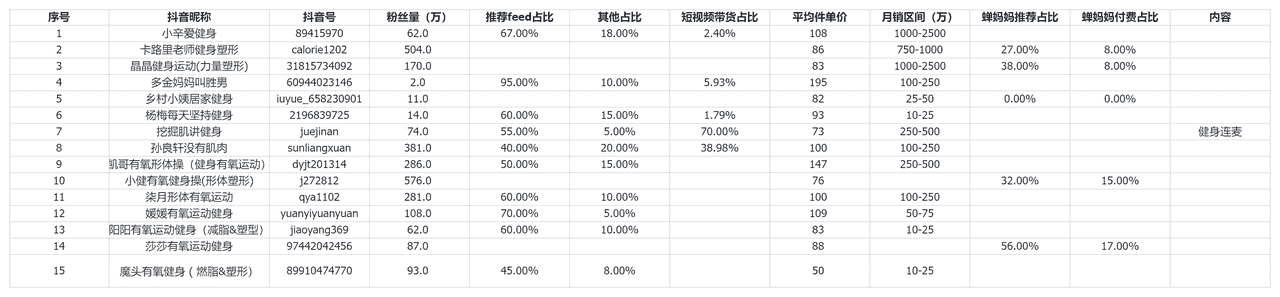 序号 抖音昵称 抖音号 粉丝量（万） 推荐feed占比 其他占比 短视频带货占比 平均件单价 月销区间（万） 蝉妈妈推荐占比 蝉妈妈付费占比 内容
1 小辛爱健身 89415970 62.0 67.00% 18.00% 2.40% 108 1000-2500
2 卡路里老师健身塑形 calorie1202 504.0 86 750-1000 27.00% 8.00%
3 晶晶健身运动(力量塑形) 31815734092 170.0 83 1000-2500 38.00% 8.00%
4 多金妈妈叫胜男 60944023146 2.0 95.00% 10.00% 5.93% 195 100-250
5 乡村小姨居家健身 iuyue_658230901 11.0 82 25-50 0.00% 0.00%
6 杨梅每天坚持健身 2196839725 14.0 60.00% 15.00% 1.79% 93 10-25
7 挖掘肌讲健身 juejinan 74.0 55.00% 5.00% 70.00% 73 250-500 健身连麦
8 孙良轩没有肌肉 sunliangxuan 381.0 40.00% 20.00% 38.98% 100 100-250
9 凯哥有氧形体操（健身有氧运动） dyjt201314 286.0 50.00% 15.00% 147 250-500
10 小健有氧健身操(形体塑形) j272812 576.0 76 32.00% 15.00%
11 柒月形体有氧运动 qya1102 281.0 60.00% 10.00% 100 100-250
12 媛媛有氧运动健身 yuanyiyuanyuan 108.0 70.00% 5.00% 109 50-75
13 阳阳有氧运动健身（减脂&塑型） jiaoyang369 62.0 60.00% 10.00% 83 10-25
14 莎莎有氧运动健身 97442042456 87.0 88 56.00% 17.00%
15 魔头有氧健身 ( 燃脂&塑形) 89910474770 93.0 45.00% 8.00% 50 10-25